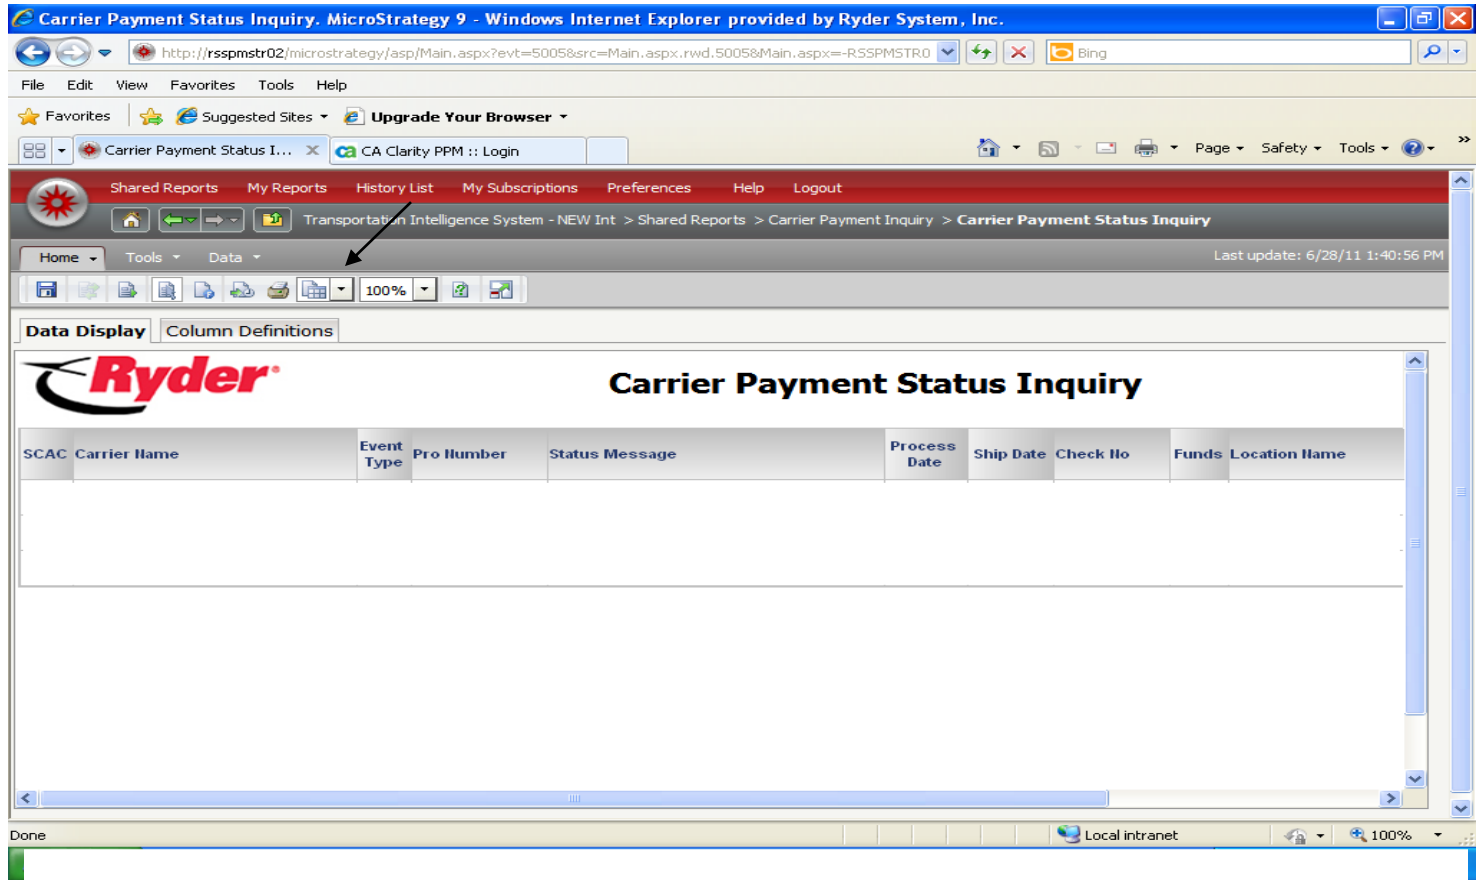 Carrier Payment Status Inquiry. MicroStrategy 9 - Windows Internet Explorer provided by Ryder System, Inc.
http://rsspmstr02/microstrategy/asp/Main.aspx?evt=5005&src=Main.aspx.rwd.5005&Main.aspx=-RSSPMSTR0
Bing
File Edit View Favorites Tools Help
Favorites Suggested Sites Upgrade Your Browser
Carrier Payment Status I... X CA Clarity PPM :: Login Page Safety Tools »
Shared Reports My Reports History List My Subscriptions Preferences Help Logout
Transportation Intelligence System - NEW Int > Shared Reports > Carrier Payment Inquiry > Carrier Payment Status Inquiry
Home Tools Data Last update: 6/28/11 1:40:56 PM
100%
Data Display Column Definitions
Ryder®
Carrier Payment Status Inquiry
SCAC Carrier Name Event Type Pro Number Status Message Process Date Ship Date Check No Funds Location Name
Done Local intranet 100%